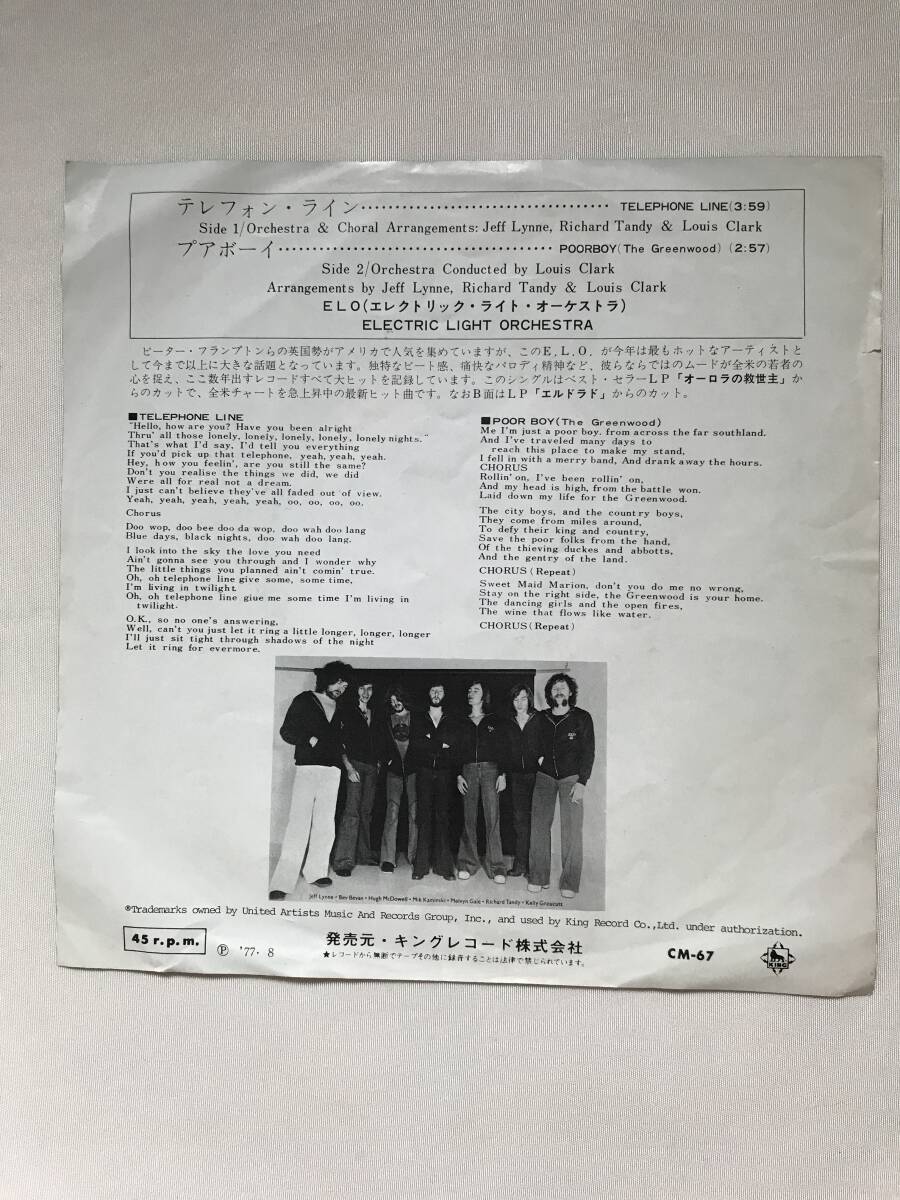 テレフォン・ライン………………………………… TELEPHONE LINE(3:59)
Side 1/Orchestra & Choral Arrangements: Jeff Lynne, Richard Tandy & Louis Clark
プアボーイ………………………………… POORBOY(The Greenwood) (2:57)
Side 2/Orchestra Conducted by Louis Clark
Arrangements by Jeff Lynne, Richard Tandy & Louis Clark
ELO(エレクトリック・ライト・オーケストラ)
ELECTRIC LIGHT ORCHESTRA
ピーター・フランプトンらの英国勢がアメリカで人気を集めていますが、このE.L.O.が今年は最もホットなアーティストと
して今まで以上に大きな話題となっています。独特なビート感、痛快なパロディ精神など、彼らならではのムードが全米の若者の
心を捉え、ここ数年出すレコードすべて大ヒットを記録しています。このシングルはベスト・セラーLP「オーロラの救世主」か
らのカットで、全米チャートを急上昇中の最新ヒット曲です。なおB面はLP「エルドラド」からのカット。
■TELEPHONE LINE
"Hello, how are you? Have you been alright
Thru' all those lonely, lonely, lonely, lonely, lonely nights."
That's what I'd say, I'd tell you everything
If you'd pick up that telephone, yeah, yeah, yeah.
Hey, how you feelin', are you still the same?
Don't you realise the things we did, we did
Were all for real not a dream.
I just can't believe they've all faded out of view.
Yeah, yeah, yeah, yeah, yeah, oo, oo, oo, oo.
Chorus
Doo wop, doo bee doo da wop, doo wah doo lang
Blue days, black nights, doo wah doo lang.
I look into the sky the love you need
Ain't gonna see you through and I wonder why
The little things you planned ain't comin' true.
Oh, oh telephone line give some, some time,
I'm living in twilight.
Oh, oh telephone line giue me some time I'm living in
twilight.
O.K., so no one's answering,
Well, can't you just let it ring a little longer, longer, longer
I'll just sit tight through shadows of the night
Let it ring for evermore.
■POOR BOY(The Greenwood)
Me I'm just a poor boy, from across the far southland.
And I've traveled many days to
reach this place to make my stand,
I fell in with a merry band, And drank away the hours.
CHORUS
Rollin' on, I've been rollin' on,
And my head is high, from the battle won.
Laid down my life for the Greenwood.
The city boys, and the country boys,
They come from miles around,
To defy their king and country,
Save the poor folks from the hand,
Of the thieving duckes and abbotts,
And the gentry of the land.
CHORUS (Repeat)
Sweet Maid Marion, don't you do me no wrong,
Stay on the right side, the Greenwood is your home.
The dancing girls and the open fires,
The wine that flows like water.
CHORUS(Repeat)
Jeff Lynne • Bev Bevan • Hugh McDowell • Mik Kaminski • Melvyn Gale • Richard Tandy • Kelly Groucutt
®Trademarks owned by United Artists Music And Records Group, Inc., and used by King Record Co.,Ltd. under authorization.
45 r.p.m.
Ⓟ '77・8
発売元・キングレコード株式会社
★レコードから無断でテープその他に録音することは法律で禁じられています。
CM-67
KING